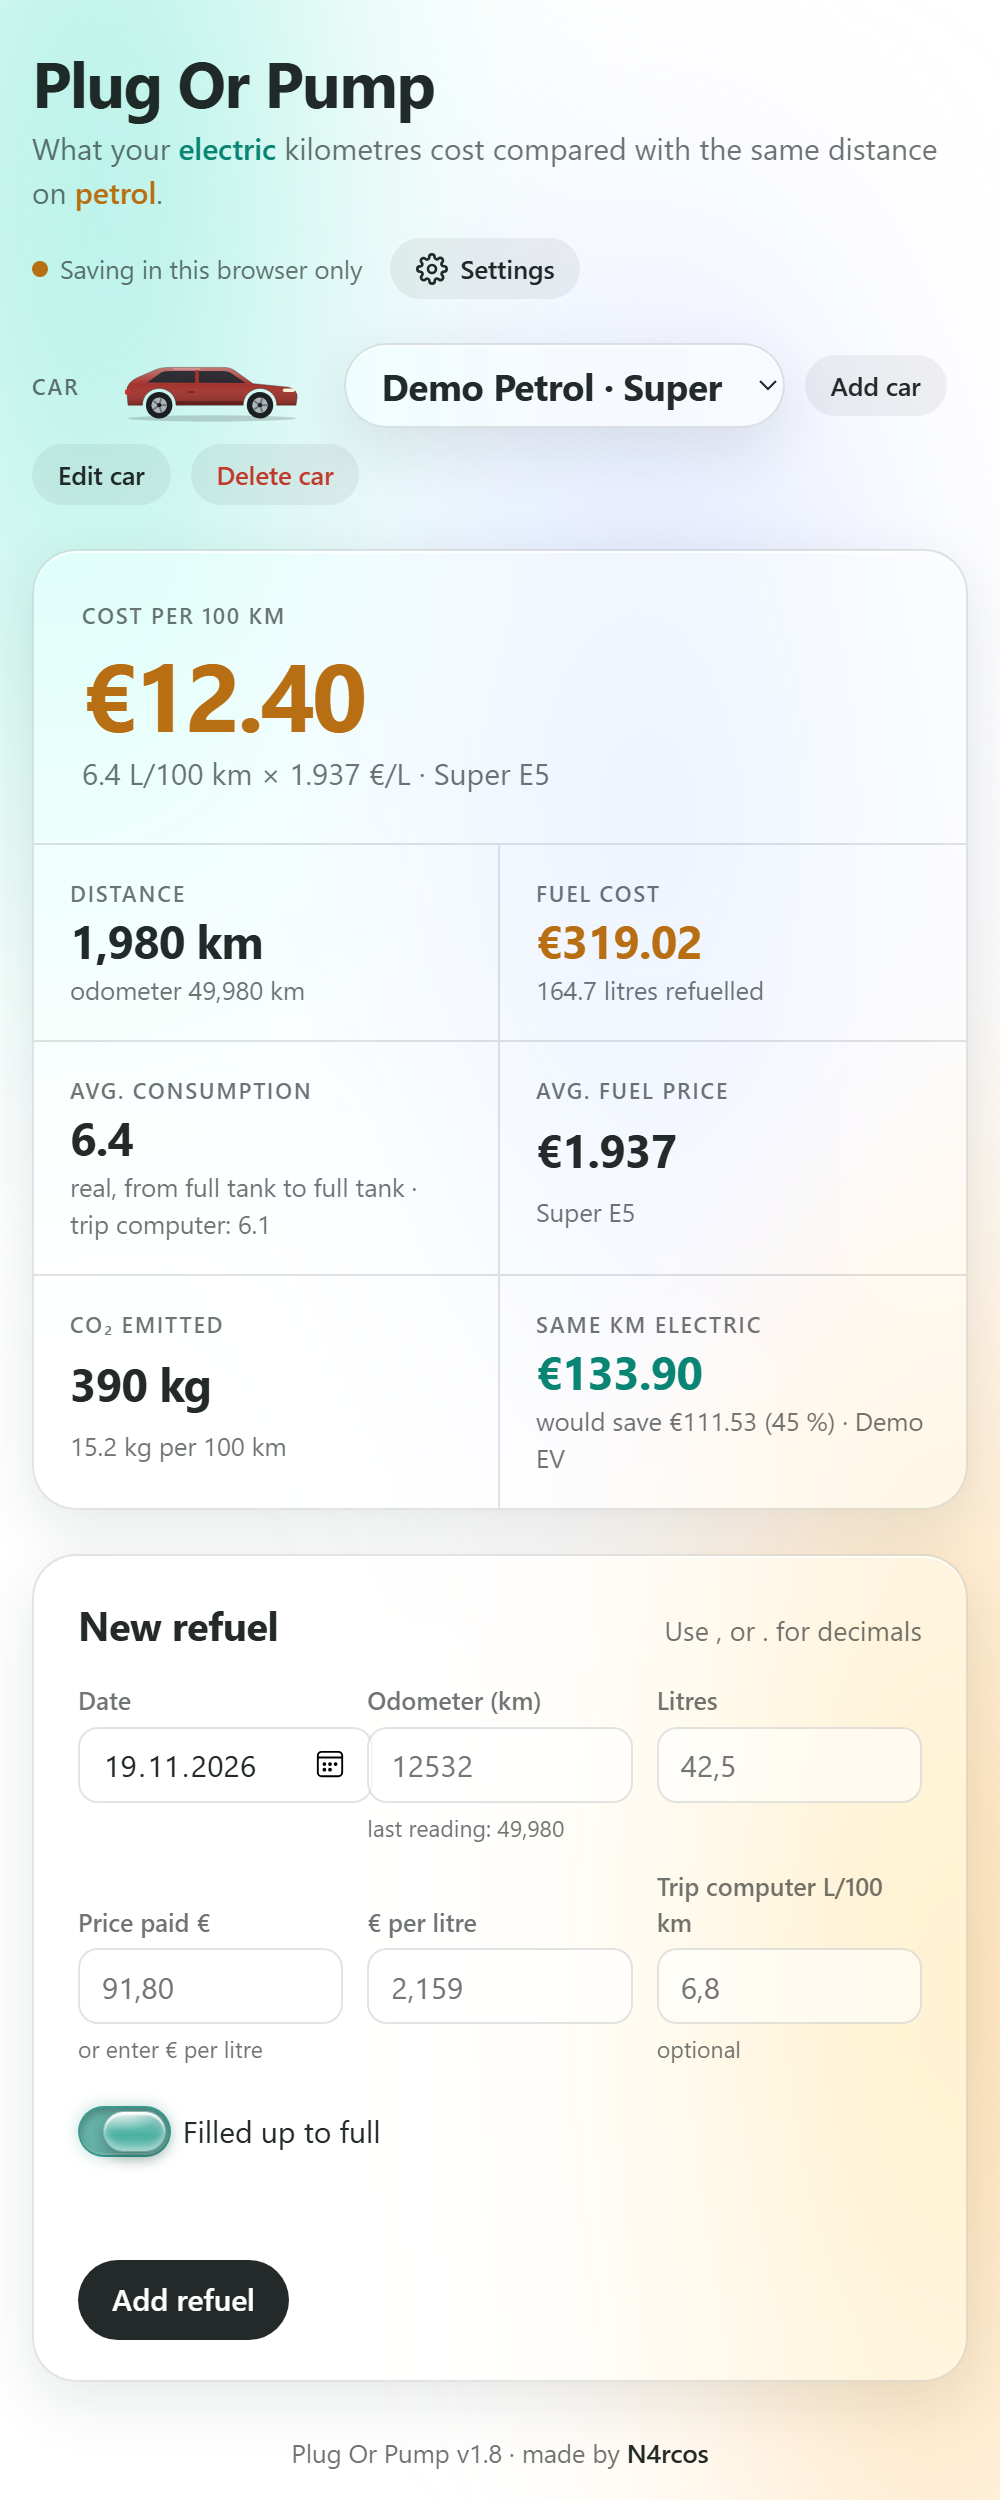 Plug Or Pump
What your electric kilometres cost compared with the same distance
on petrol.
Saving in this browser only
Settings
CAR
Demo Petrol · Super
Add car
Edit car
Delete car
COST PER 100 KM
€12.40
6.4 L/100 km × 1.937 €/L · Super E5
DISTANCE
1,980 km
odometer 49,980 km
FUEL COST
€319.02
164.7 litres refuelled
AVG. CONSUMPTION
6.4
real, from full tank to full tank ·
trip computer: 6.1
AVG. FUEL PRICE
€1.937
Super E5
CO₂ EMITTED
390 kg
15.2 kg per 100 km
SAME KM ELECTRIC
€133.90
would save €111.53 (45 %) · Demo
EV
New refuel
Use , or . for decimals
Date
Odometer (km)
Litres
19.11.2026
12532
42,5
last reading: 49,980
Price paid €
€ per litre
Trip computer L/100
km
91,80
2,159
6,8
or enter € per litre
optional
Filled up to full
Add refuel
Plug Or Pump v1.8 · made by N4rcos